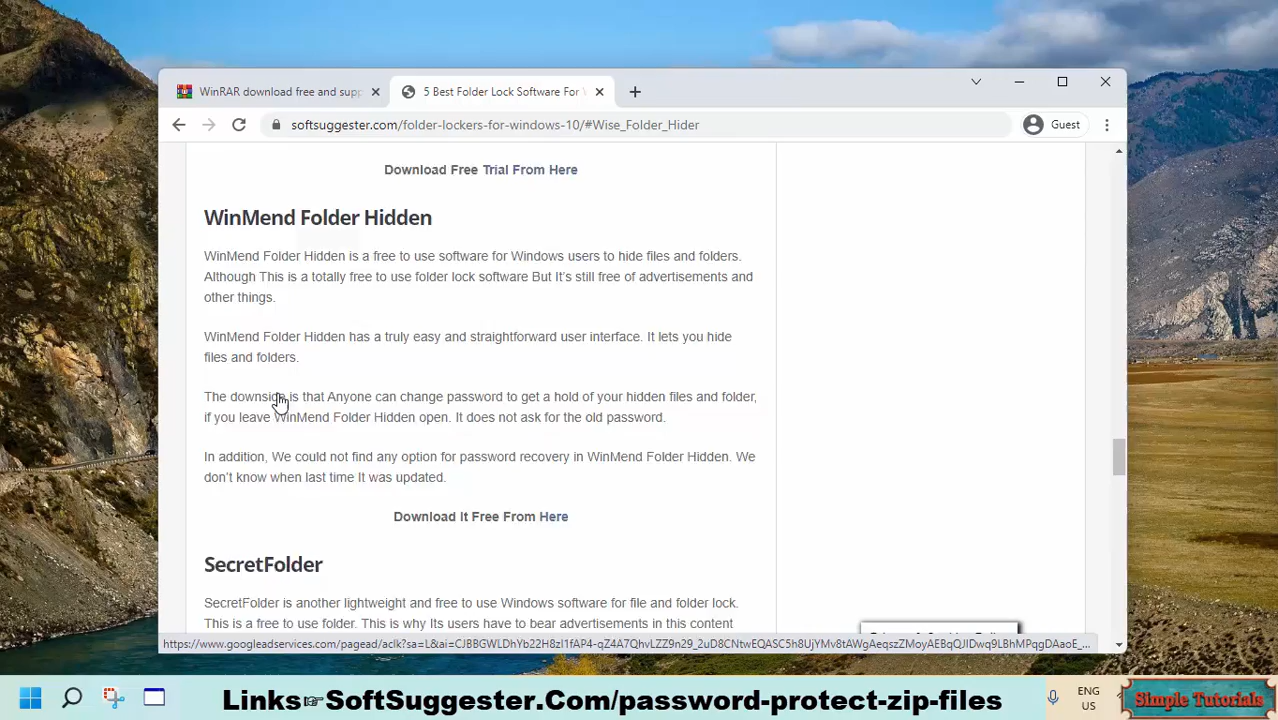 WinRAR download free and supp
5 Best Folder Lock Software For
softsuggester.com/folder-lockers-for-windows-10/#Wise_Folder_Hider
Guest
Download Free Trial From Here
WinMend Folder Hidden
WinMend Folder Hidden is a free to use software for Windows users to hide files and folders.
Although This is a totally free to use folder lock software But It's still free of advertisements and
other things.
WinMend Folder Hidden has a truly easy and straightforward user interface. It lets you hide
files and folders.
The downside is that Anyone can change password to get a hold of your hidden files and folder,
if you leave WinMend Folder Hidden open. It does not ask for the old password.
In addition, We could not find any option for password recovery in WinMend Folder Hidden. We
don't know when last time It was updated.
Download It Free From Here
SecretFolder
SecretFolder is another lightweight and free to use Windows software for file and folder lock.
This is a free to use folder. This is why Its users have to bear advertisements in this content
Links☞SoftSuggester.Com/password-protect-zip-files
ENG
US
Simple Tutorials